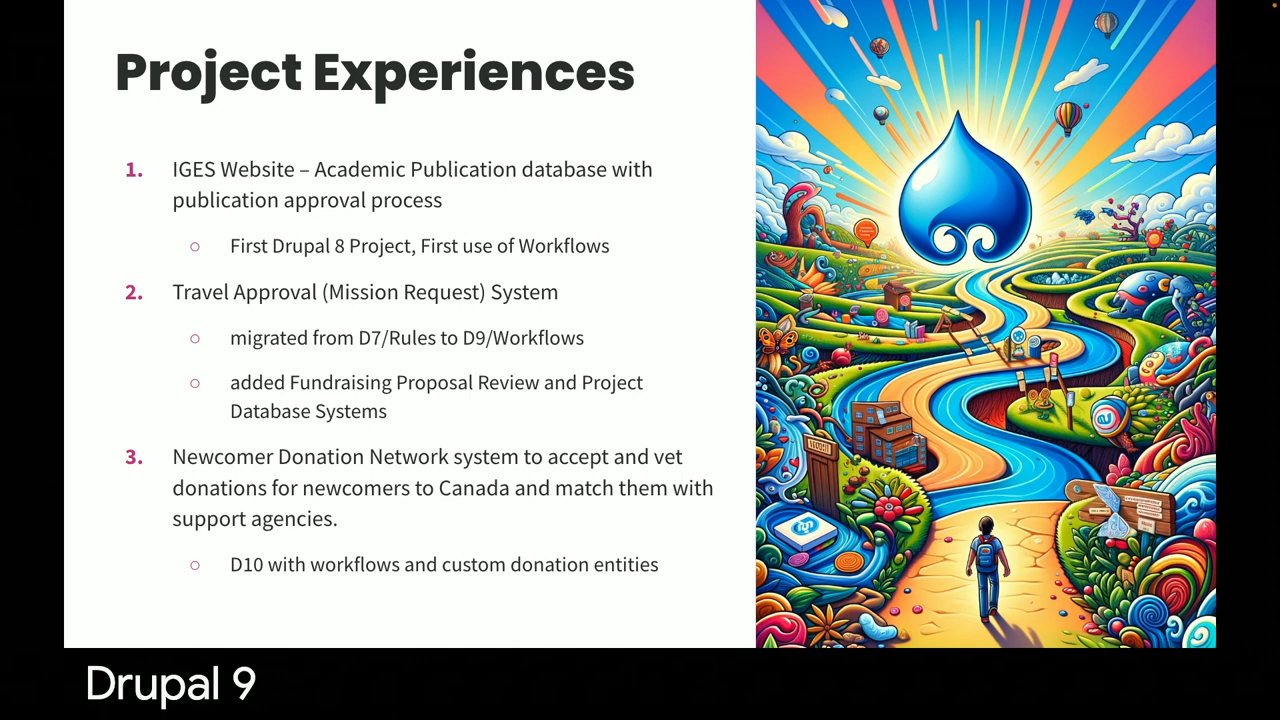 Project Experiences
1. IGES Website – Academic Publication database with
publication approval process
○ First Drupal 8 Project, First use of Workflows
2. Travel Approval (Mission Request) System
○ migrated from D7/Rules to D9/Workflows
○ added Fundraising Proposal Review and Project
Database Systems
3. Newcomer Donation Network system to accept and vet
donations for newcomers to Canada and match them with
support agencies.
○ D10 with workflows and custom donation entities
Drupal 9